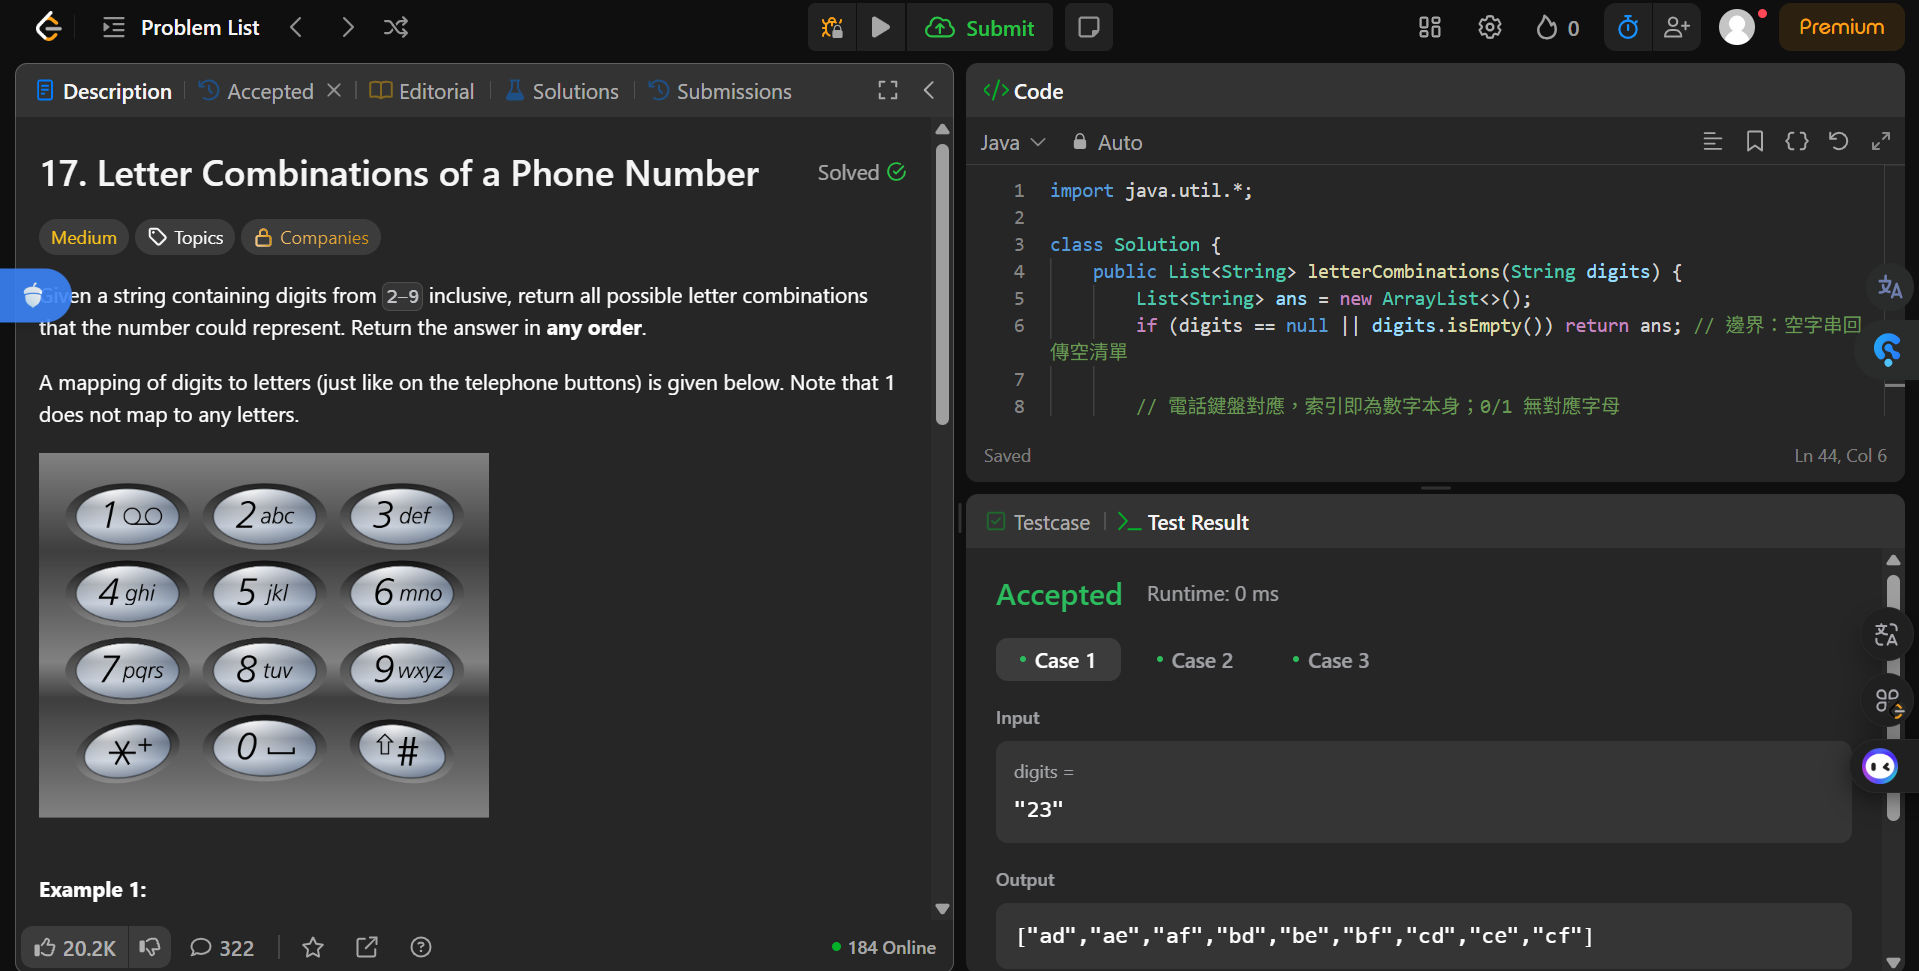 Problem List
Submit
0
Premium
Description
Accepted
Editorial
Solutions
Submissions
17. Letter Combinations of a Phone Number
Solved
Medium
Topics
Companies
Given a string containing digits from 2-9 inclusive, return all possible letter combinations
that the number could represent. Return the answer in any order.
A mapping of digits to letters (just like on the telephone buttons) is given below. Note that 1
does not map to any letters.
1
2 abc
3 def
4 ghi
5 jkl
6 mno
7 pqrs
8 tuv
9 wxyz
*+
0
⇧#
Example 1:
20.2K
322
184 Online
</> Code
Java
Auto
1 import java.util.*;
2
3 class Solution {
4 public List<String> letterCombinations(String digits) {
5 List<String> ans = new ArrayList<>();
6 if (digits == null || digits.isEmpty()) return ans; // 邊界：空字串回
傳空清單
7
8 // 電話鍵盤對應，索引即為數字本身；0/1 無對應字母
Saved
Ln 44, Col 6
Testcase
Test Result
Accepted
Runtime: 0 ms
Case 1
Case 2
Case 3
Input
digits =
"23"
Output
["ad","ae","af","bd","be","bf","cd","ce","cf"]